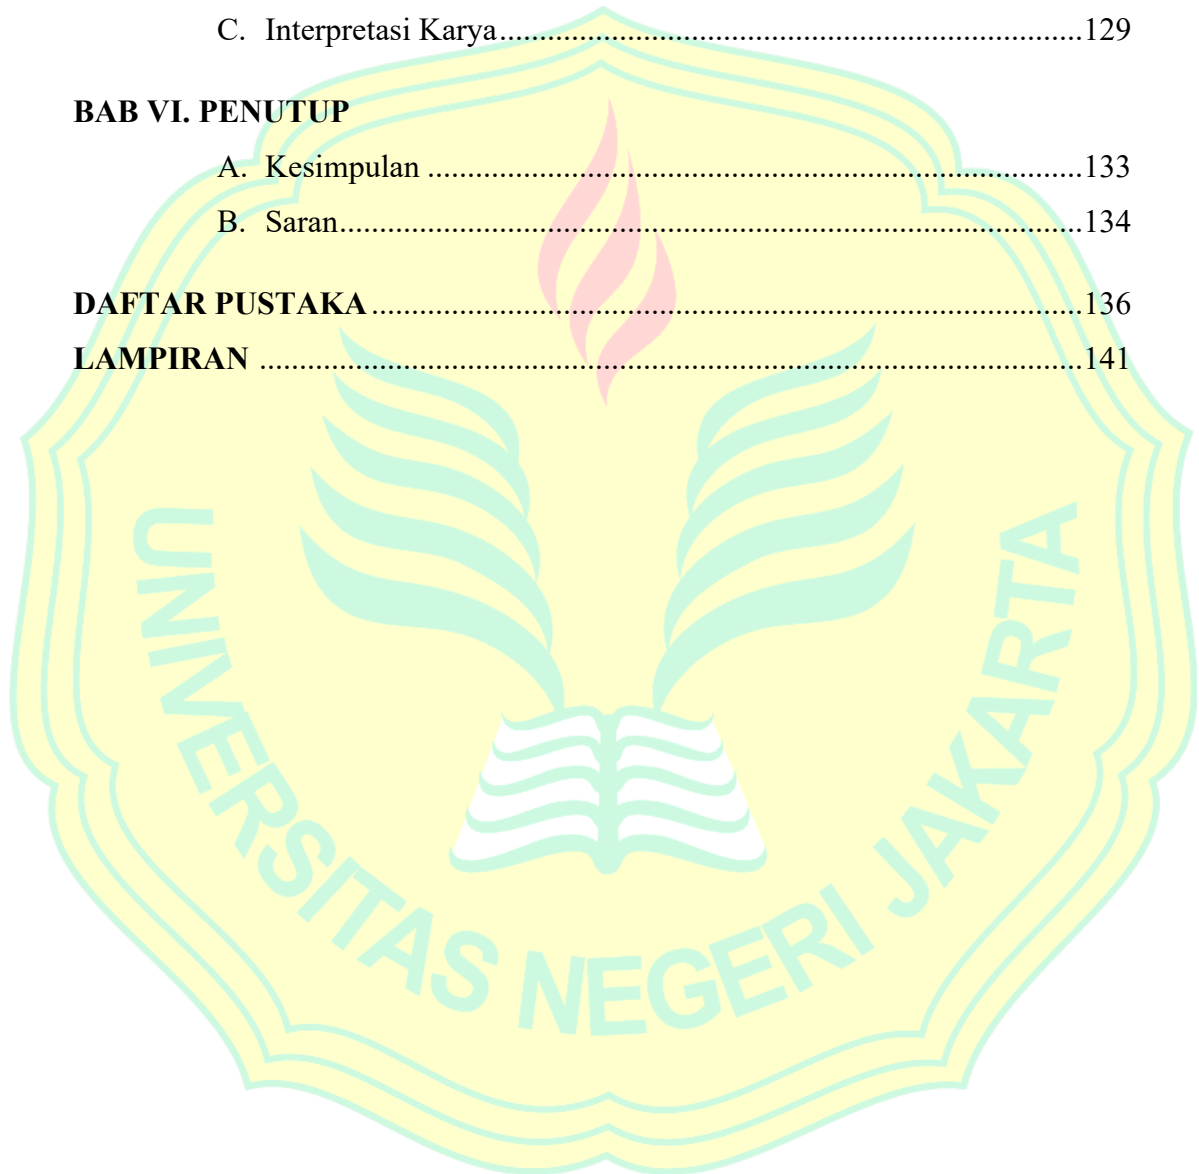 C. Interpretasi Karya..........................................................................129
BAB VI. PENUTUP
A. Kesimpulan ...................................................................................133
B. Saran..............................................................................................134
DAFTAR PUSTAKA..........................................................................................136
LAMPIRAN ........................................................................................................141
UNIVERSITAS NEGERI JAKARTA